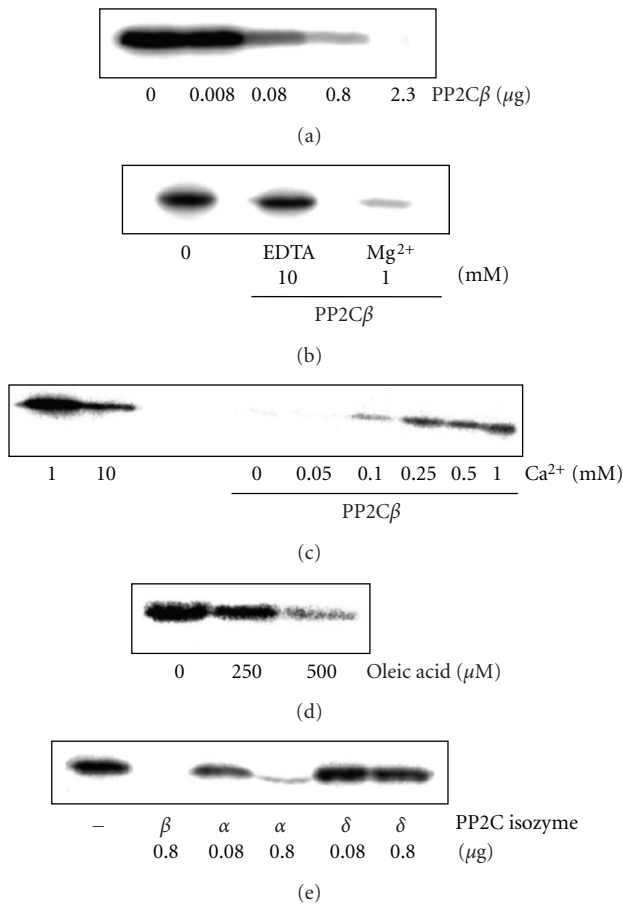 0 0.008 0.08 0.8 2.3 PP2Cβ (µg)
(a)
0 EDTA Mg²⁺
10 1 (mM)
PP2Cβ
(b)
1 10 0 0.05 0.1 0.25 0.5 1 Ca²⁺ (mM)
PP2Cβ
(c)
0 250 500 Oleic acid (µM)
(d)
– β α α δ δ PP2C isozyme
0.8 0.08 0.8 0.08 0.8 (µg)
(e)